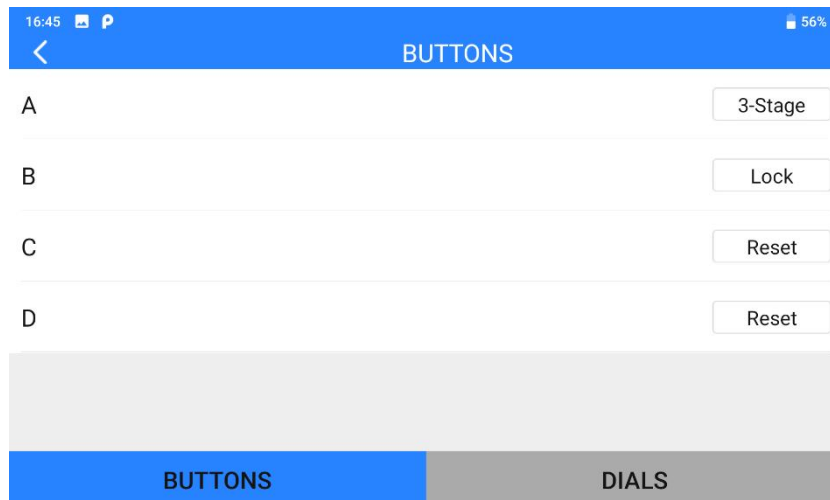 16:45 56%
BUTTONS
A 3-Stage
B Lock
C Reset
D Reset
BUTTONS DIALS